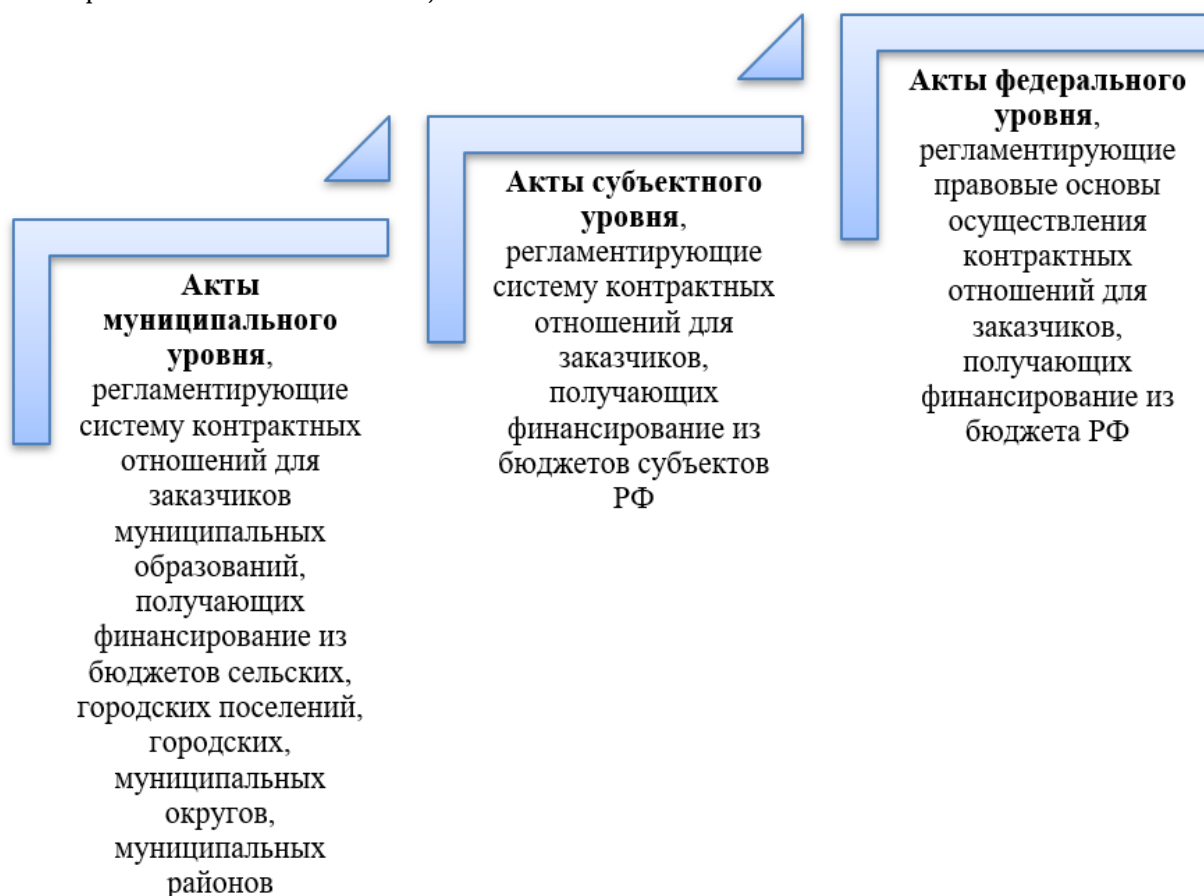 Акты
муниципального
уровня,
регламентирующие
систему контрактных
отношений для
заказчиков
муниципальных
образований,
получающих
финансирование из
бюджетов сельских,
городских поселений,
городских,
муниципальных
округов,
муниципальных
районов
Акты субъектного
уровня,
регламентирующие
систему контрактных
отношений для
заказчиков,
получающих
финансирование из
бюджетов субъектов
РФ
Акты федерального
уровня,
регламентирующие
правовые основы
осуществления
контрактных
отношений для
заказчиков,
получающих
финансирование из
бюджета РФ